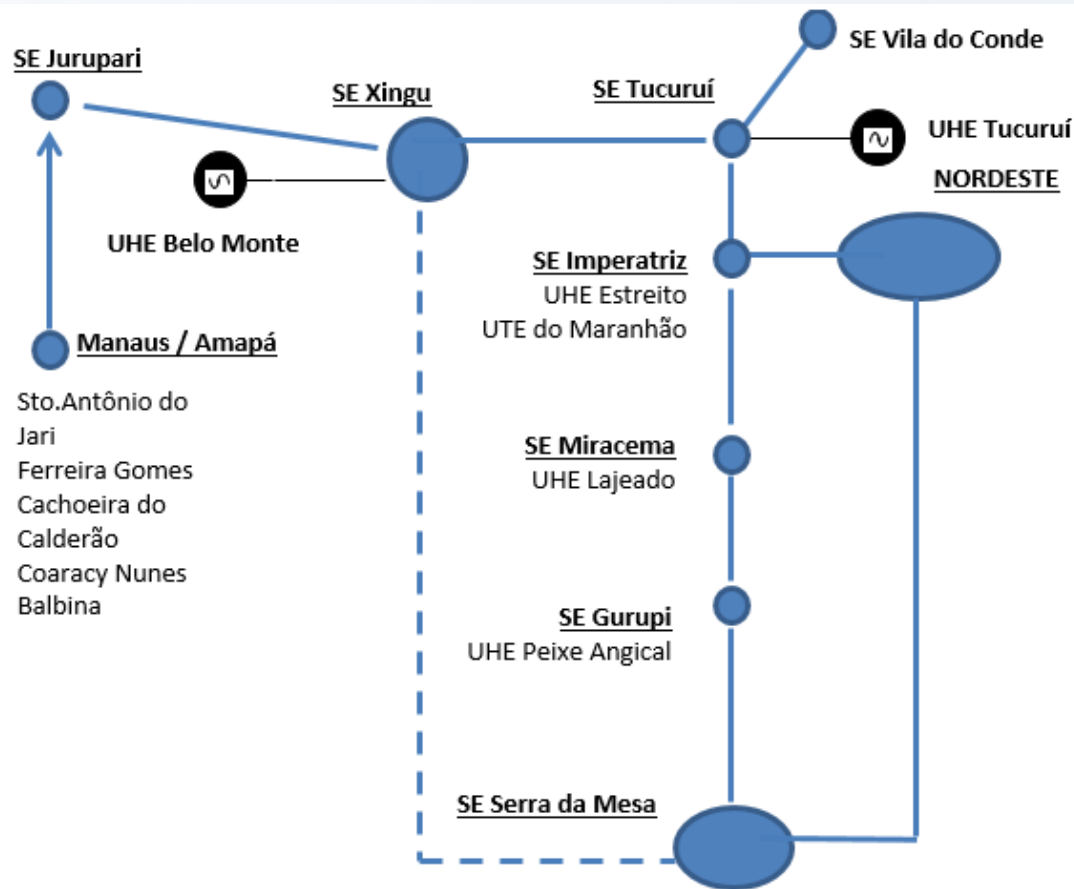 SE Vila do Conde
SE Jurupari
SE Xingu
SE Tucuruí
UHE Tucuruí
NORDESTE
UHE Belo Monte
SE Imperatriz
UHE Estreito
UTE do Maranhão
Manaus / Amapá
Sto.Antônio do
Jari
Ferreira Gomes
Cachoeira do
Calderão
Coaracy Nunes
Balbina
SE Miracema
UHE Lajeado
SE Gurupi
UHE Peixe Angical
SE Serra da Mesa